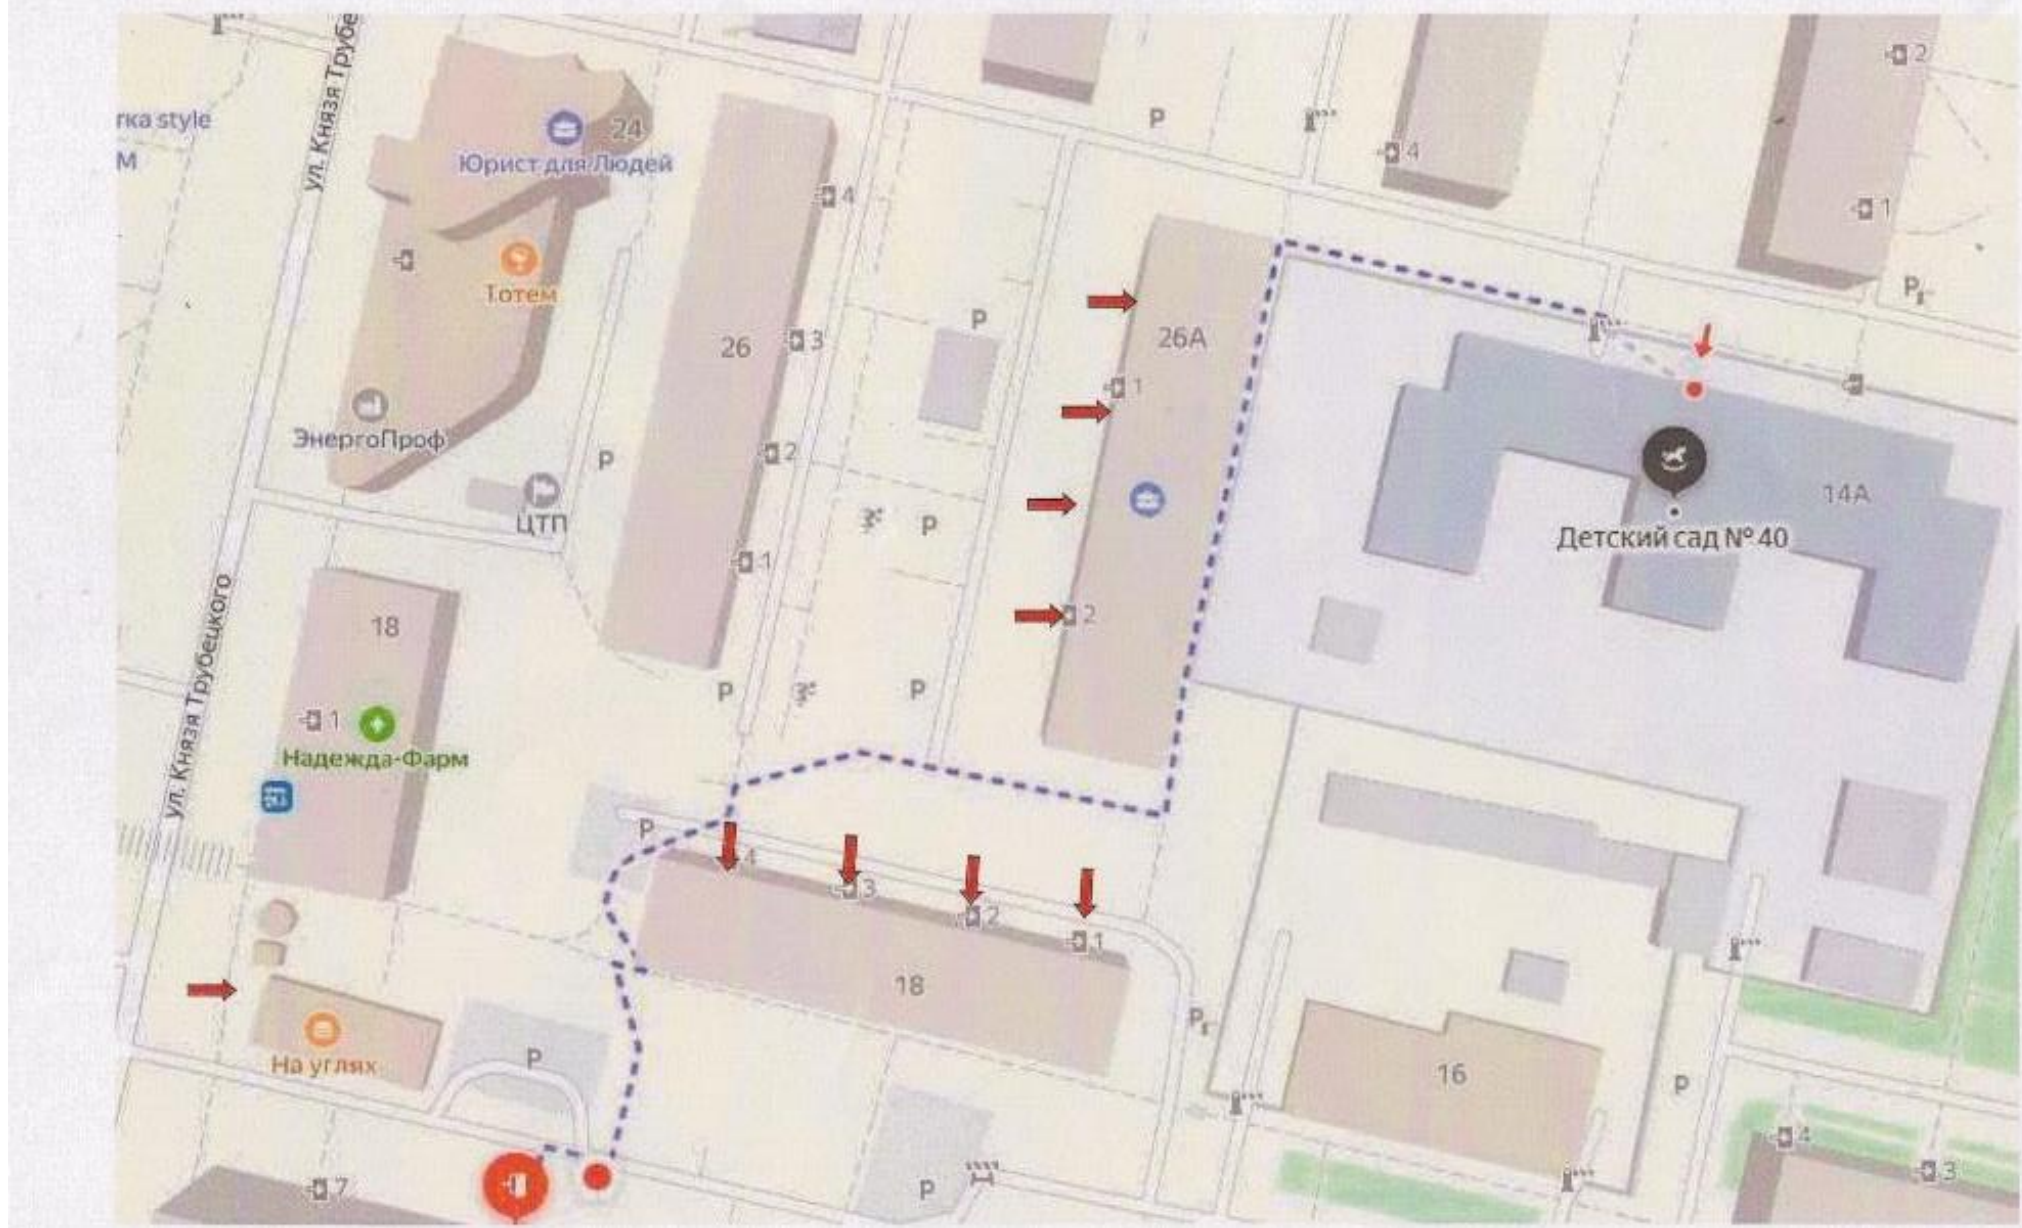 ул. Князя Трубе
гка style
М
24
Юрист для Людей
Тотем
ЭнергоПроф
ЦТП
26
4
3
2
1
P
P
P
P
P
P
4
2
1
P
26А
1
2
14А
Детский сад № 40
ул. Князя Трубецкого
18
1
Надежда-Фарм
P
4
3
2
1
18
P
На углях
P
7
P
16
P
4
3